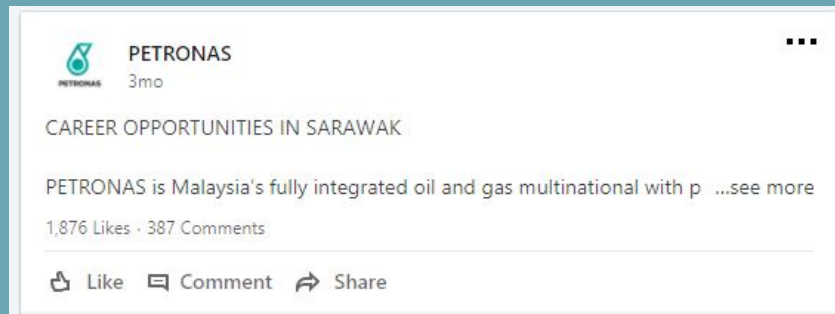 PETRONAS
PETRONAS
3mo
CAREER OPPORTUNITIES IN SARAWAK
PETRONAS is Malaysia's fully integrated oil and gas multinational with p ...see more
1,876 Likes · 387 Comments
Like Comment Share